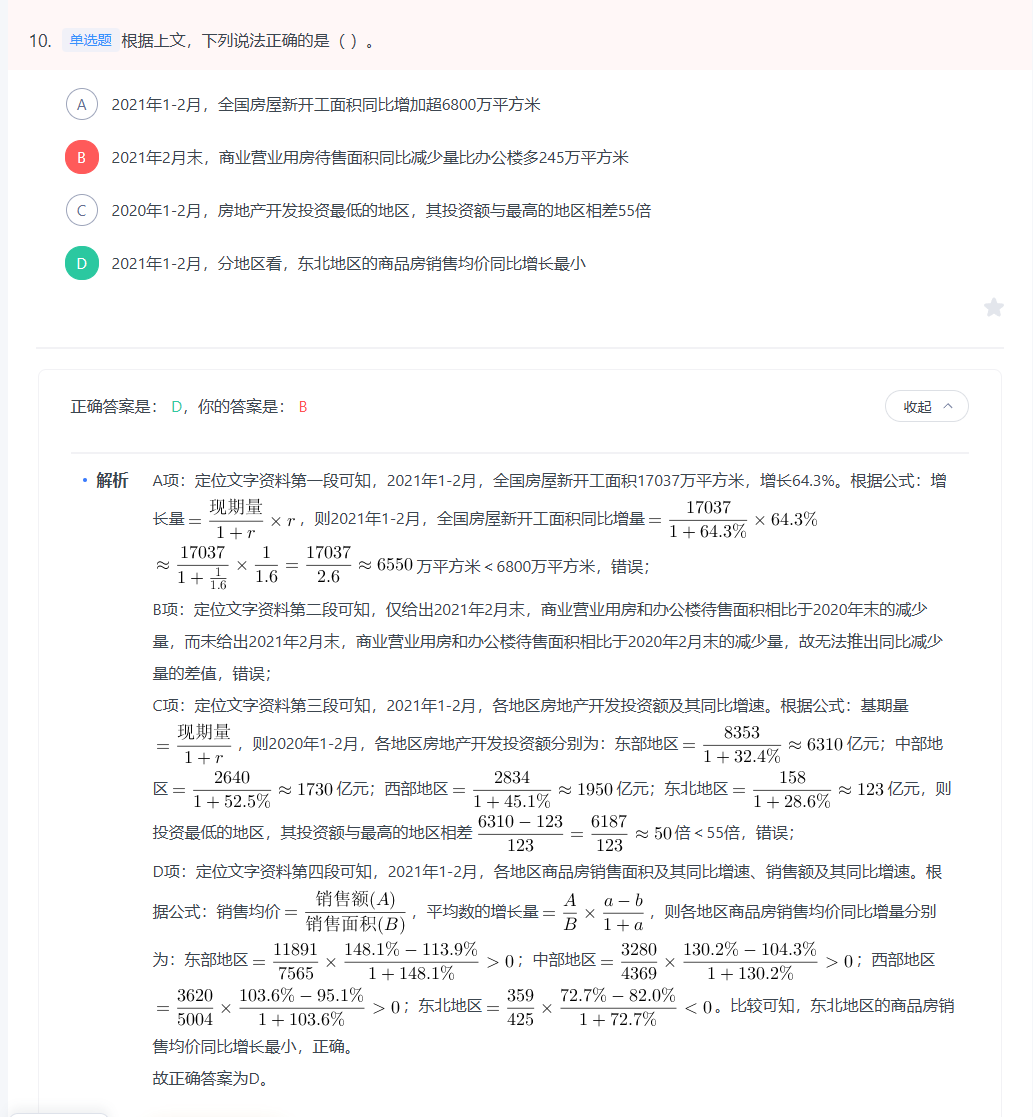 10. 单选题 根据上文，下列说法正确的是（ ）。
A 2021年1-2月，全国房屋新开工面积同比增加超6800万平方米
B 2021年2月末，商业营业用房待售面积同比减少量比办公楼多245万平方米
C 2020年1-2月，房地产开发投资最低的地区，其投资额与最高的地区相差55倍
D 2021年1-2月，分地区看，东北地区的商品房销售均价同比增长最小
正确答案是： D，你的答案是： B 收起
· 解析 A项：定位文字资料第一段可知，2021年1-2月，全国房屋新开工面积17037万平方米，增长64.3%。根据公式：增
长量 = \frac{现期量}{1+r} × r，则2021年1-2月，全国房屋新开工面积同比增量 = \frac{17037}{1+64.3%} × 64.3%
≈ \frac{17037}{1+\frac{1}{1.6}} × \frac{1}{1.6} = \frac{17037}{2.6} ≈ 6550 万平方米＜6800万平方米，错误；
B项：定位文字资料第二段可知，仅给出2021年2月末，商业营业用房和办公楼待售面积相比于2020年末的减少
量，而未给出2021年2月末，商业营业用房和办公楼待售面积相比于2020年2月末的减少量，故无法推出同比减少
量的差值，错误；
C项：定位文字资料第三段可知，2021年1-2月，各地区房地产开发投资额及其同比增速。根据公式：基期量
= \frac{现期量}{1+r}，则2020年1-2月，各地区房地产开发投资额分别为：东部地区 = \frac{8353}{1+32.4%} ≈ 6310 亿元；中部地
区 = \frac{2640}{1+52.5%} ≈ 1730 亿元；西部地区 = \frac{2834}{1+45.1%} ≈ 1950 亿元；东北地区 = \frac{158}{1+28.6%} ≈ 123 亿元，则
投资最低的地区，其投资额与最高的地区相差 \frac{6310-123}{123} = \frac{6187}{123} ≈ 50 倍＜55倍，错误；
D项：定位文字资料第四段可知，2021年1-2月，各地区商品房销售面积及其同比增速、销售额及其同比增速。根
据公式：销售均价 = \frac{销售额(A)}{销售面积(B)}，平均数的增长量 = \frac{A}{B} × \frac{a-b}{1+a}，则各地区商品房销售均价同比增量分别
为：东部地区 = \frac{11891}{7565} × \frac{148.1%-113.9%}{1+148.1%} > 0；中部地区 = \frac{3280}{4369} × \frac{130.2%-104.3%}{1+130.2%} > 0；西部地区
= \frac{3620}{5004} × \frac{103.6%-95.1%}{1+103.6%} > 0；东北地区 = \frac{359}{425} × \frac{72.7%-82.0%}{1+72.7%} < 0。比较可知，东北地区的商品房销
售均价同比增长最小，正确。
故正确答案为D。